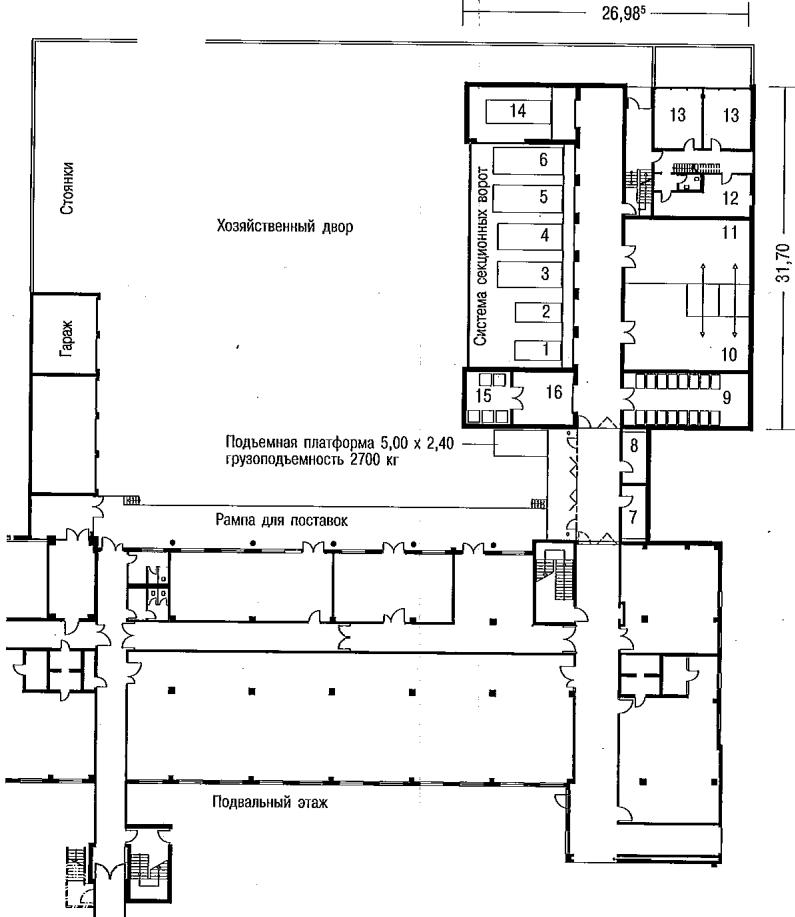 26,98⁵
14
13
13
6
Стоянки
5
12
Система секционных ворот
Хозяйственный двор
4
11
3
31,70
2
Гараж
1
10
15
16
9
Подъемная платформа 5,00 x 2,40
грузоподъемность 2700 кг
8
7
Рампа для поставок
Подвальный этаж